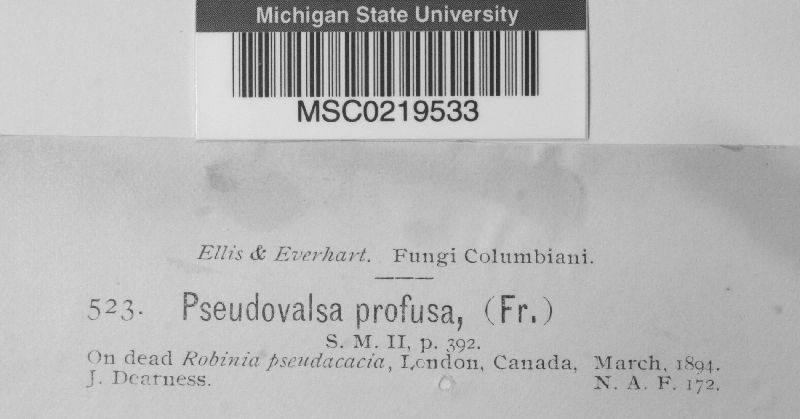 Michigan State University
MSC0219533
Ellis & Everhart. Fungi Columbiani.
523. Pseudovalsa profusa, (Fr.)
S. M. II, p. 392.
On dead Robinia pseudacacia, London, Canada, March, 1894.
J. Dearness. N. A. F. 172.